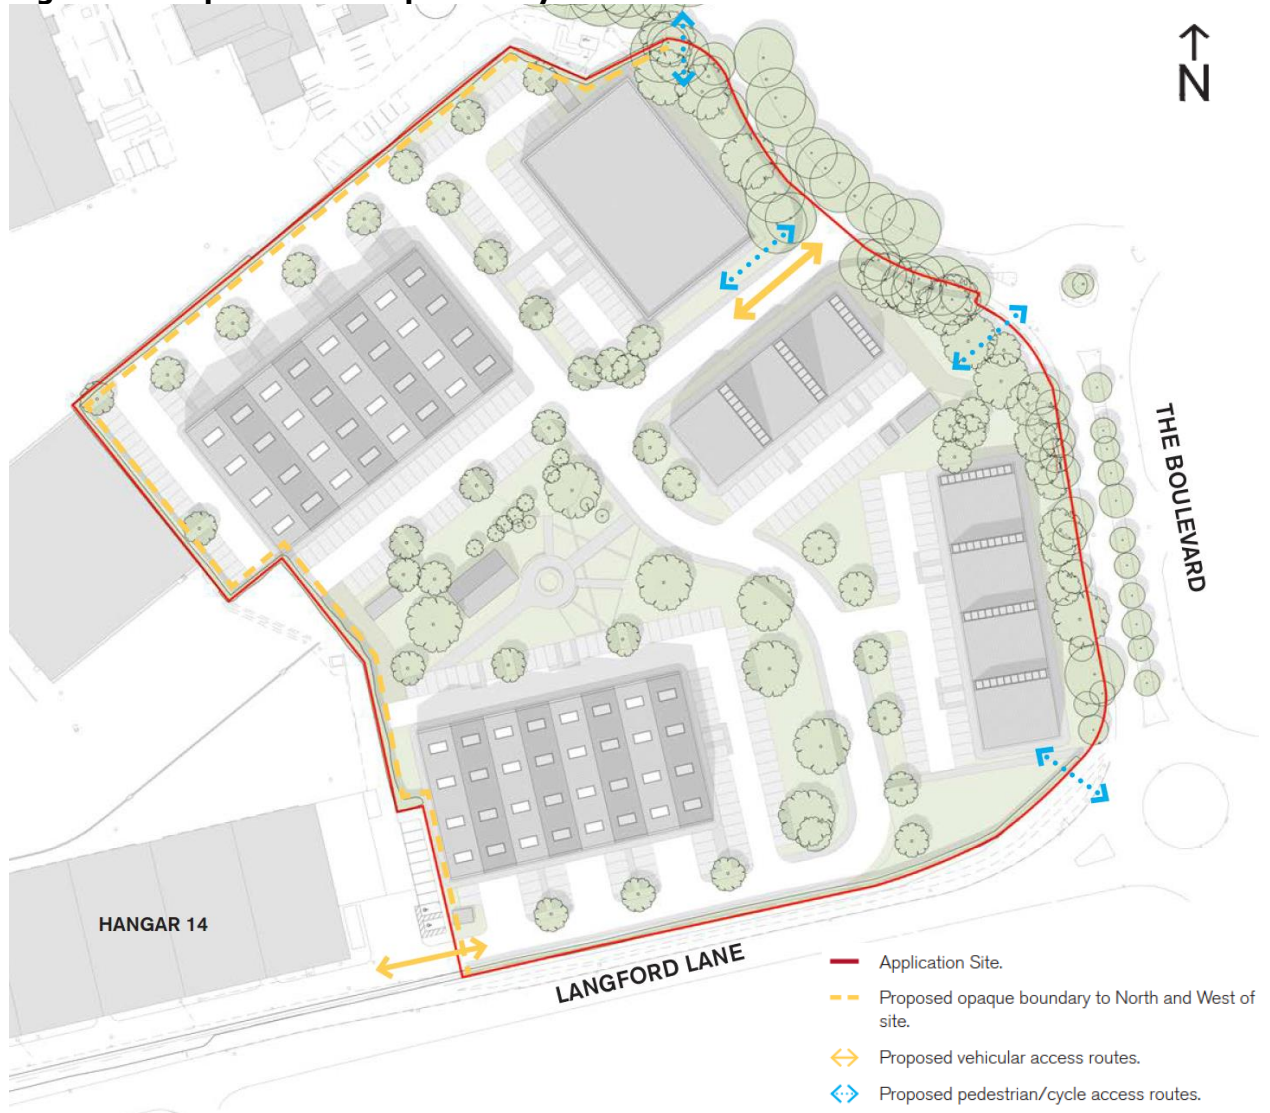 N
THE BOULEVARD
HANGAR 14
LANGFORD LANE
Application Site.
Proposed opaque boundary to North and West of
site.
Proposed vehicular access routes.
Proposed pedestrian/cycle access routes.